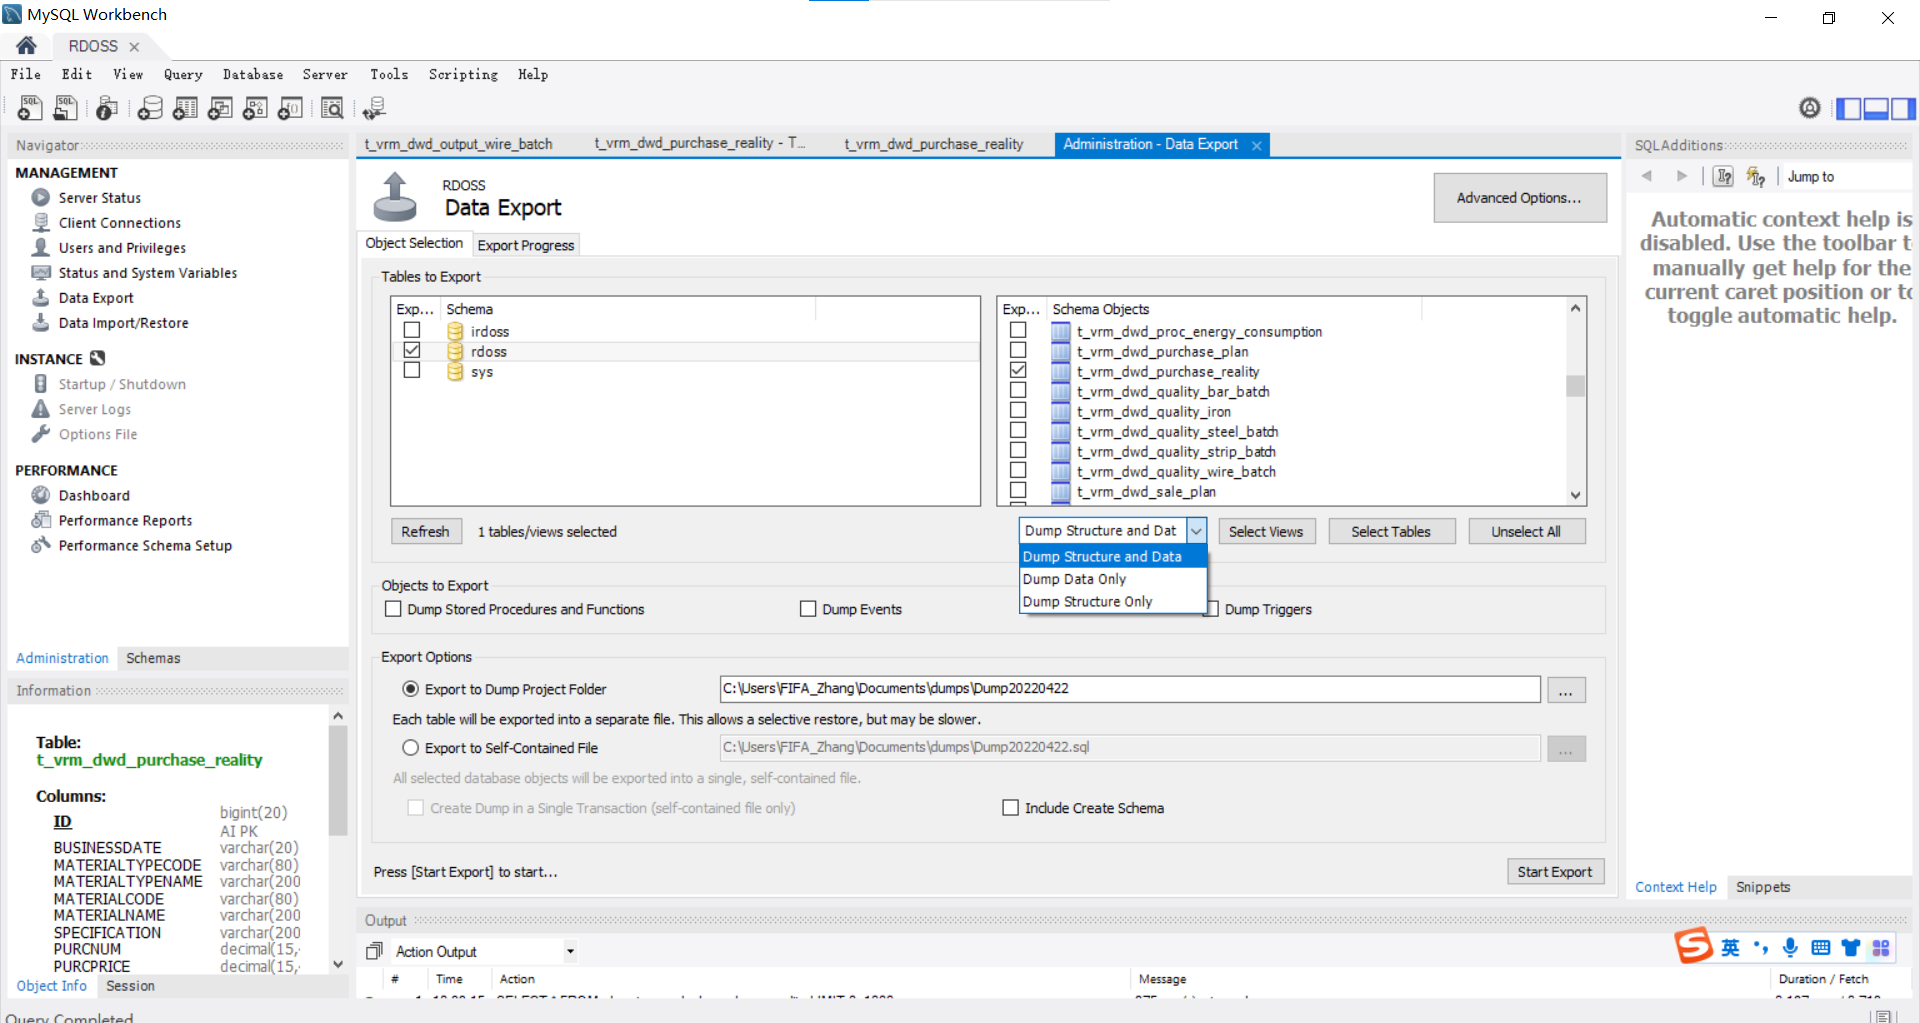 MySQL Workbench
RDOSS
File Edit View Query Database Server Tools Scripting Help
Navigator
MANAGEMENT
Server Status
Client Connections
Users and Privileges
Status and System Variables
Data Export
Data Import/Restore
INSTANCE
Startup / Shutdown
Server Logs
Options File
PERFORMANCE
Dashboard
Performance Reports
Performance Schema Setup
Administration Schemas
Information
Table:
t_vrm_dwd_purchase_reality
Columns:
ID bigint(20)
AI PK
BUSINESSDATE varchar(20)
MATERIALTYPECODE varchar(80)
MATERIALTYPENAME varchar(200
MATERIALCODE varchar(80)
MATERIALNAME varchar(200
SPECIFICATION varchar(200
PURCNUM decimal(15,
PURCPRICE decimal(15,
Object Info Session
Query Completed
t_vrm_dwd_output_wire_batch t_vrm_dwd_purchase_reality - T... t_vrm_dwd_purchase_reality Administration - Data Export
RDOSS
Data Export
Advanced Options...
Object Selection Export Progress
Tables to Export
Exp... Schema
irdoss
rdoss
sys
Exp... Schema Objects
t_vrm_dwd_proc_energy_consumption
t_vrm_dwd_purchase_plan
t_vrm_dwd_purchase_reality
t_vrm_dwd_quality_bar_batch
t_vrm_dwd_quality_iron
t_vrm_dwd_quality_steel_batch
t_vrm_dwd_quality_strip_batch
t_vrm_dwd_quality_wire_batch
t_vrm_dwd_sale_plan
Refresh 1 tables/views selected Dump Structure and Dat Select Views Select Tables Unselect All
Dump Structure and Data
Dump Data Only
Dump Structure Only
Objects to Export
Dump Stored Procedures and Functions Dump Events Dump Triggers
Export Options
Export to Dump Project Folder C:\Users\FIFA_Zhang\Documents\dumps\Dump20220422 ...
Each table will be exported into a separate file. This allows a selective restore, but may be slower.
Export to Self-Contained File C:\Users\FIFA_Zhang\Documents\dumps\Dump20220422.sql ...
All selected database objects will be exported into a single, self-contained file.
Create Dump in a Single Transaction (self-contained file only) Include Create Schema
Press [Start Export] to start... Start Export
Output
Action Output
# Time Action Message Duration / Fetch
SQLAdditions
Jump to
Automatic context help is
disabled. Use the toolbar t
manually get help for the
current caret position or to
toggle automatic help.
Context Help Snippets
英